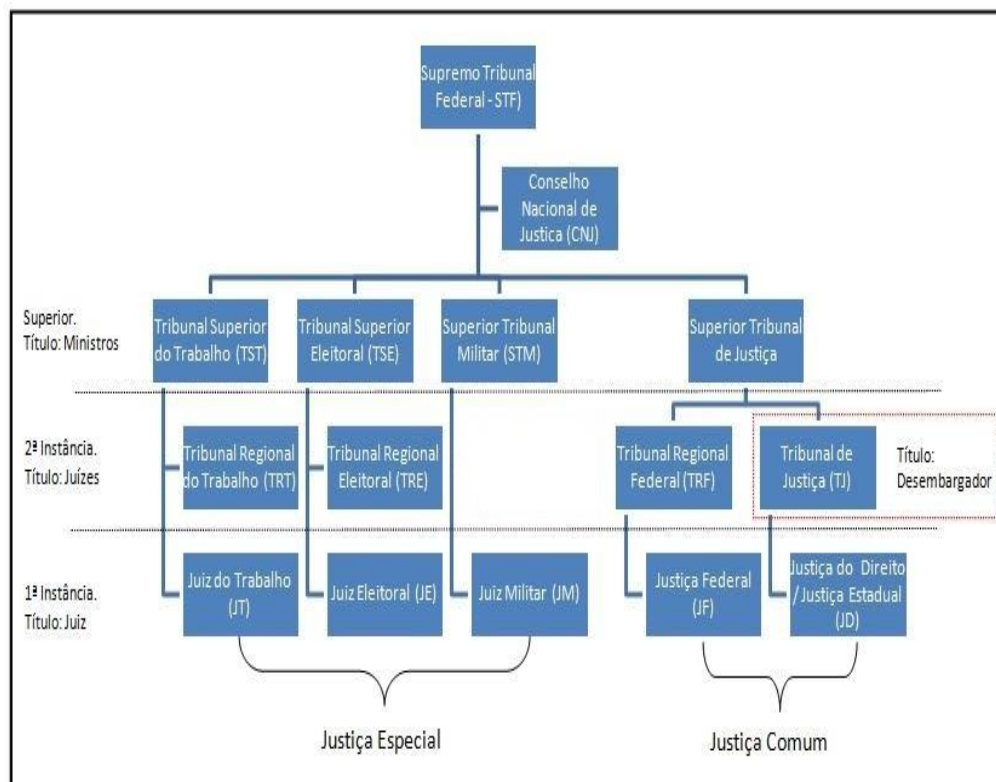 Supremo Tribunal
Federal - STF)
Conselho
Nacional de
Justica (CNJ)
Superior.
Título: Ministros
Tribunal Superior
do Trabalho (TST)
Tribunal Superior
Eleitoral (TSE)
Superior Tribunal
Militar (STM)
Superior Tribunal
de Justiça
2ª Instância.
Título: Juízes
Tribunal Regional
do Trabalho (TRT)
Tribunal Regional
Eleitoral (TRE)
Tribunal Regional
Federal (TRF)
Tribunal de
Justiça (TJ)
Título:
Desembargador
1ª Instância.
Título: Juiz
Juiz do Trabalho
(JT)
Juiz Eleitoral (JE)
Juiz Militar (JM)
Justiça Federal
(JF)
Justiça do Direito
/ Justiça Estadual
(JD)
Justiça Especial
Justiça Comum